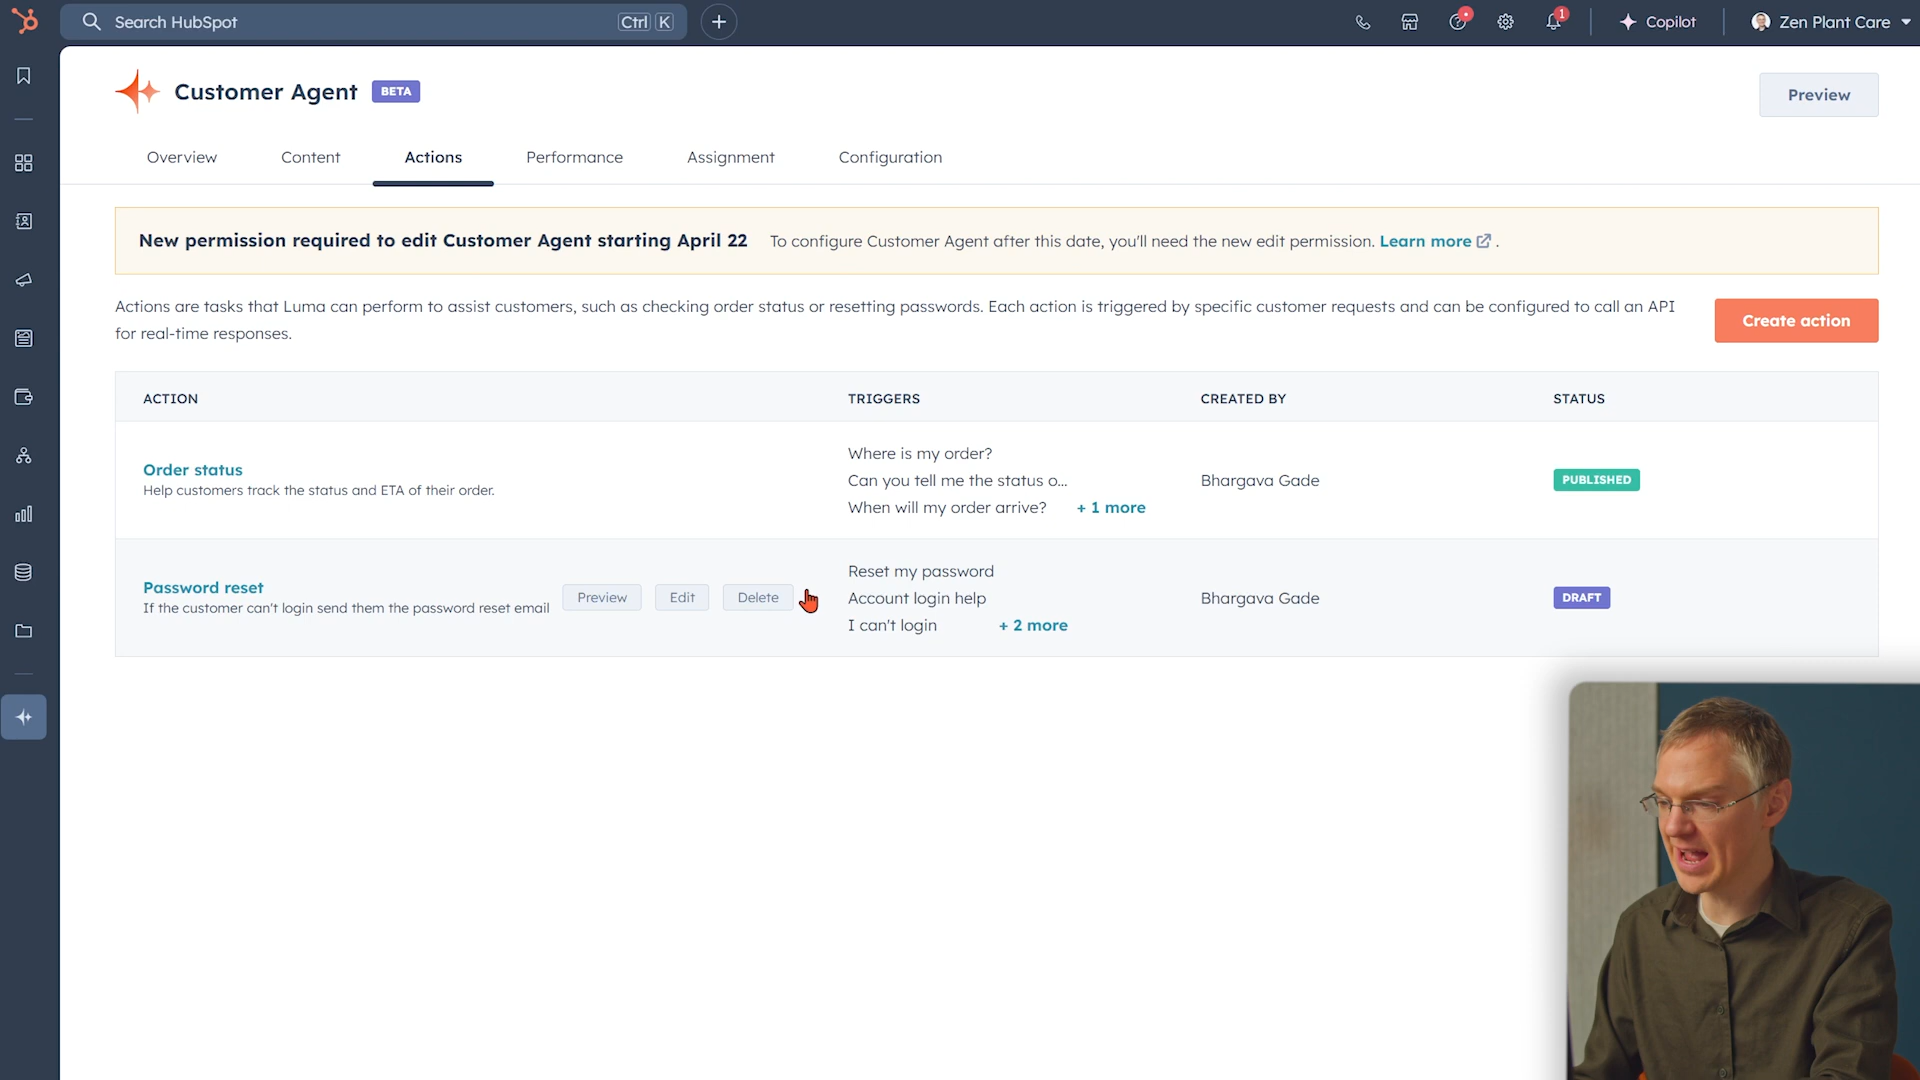 Search HubSpot
Ctrl K
1
Copilot
Zen Plant Care
Customer Agent BETA
Preview
Overview
Content
Actions
Performance
Assignment
Configuration
New permission required to edit Customer Agent starting April 22 To configure Customer Agent after this date, you'll need the new edit permission. Learn more .
Actions are tasks that Luma can perform to assist customers, such as checking order status or resetting passwords. Each action is triggered by specific customer requests and can be configured to call an API
for real-time responses.
Create action
ACTION TRIGGERS CREATED BY STATUS
Order status
Help customers track the status and ETA of their order.
Where is my order?
Can you tell me the status o...
When will my order arrive? + 1 more
Bhargava Gade
PUBLISHED
Password reset
If the customer can't login send them the password reset email
Preview
Edit
Delete
Reset my password
Account login help
I can't login + 2 more
Bhargava Gade
DRAFT